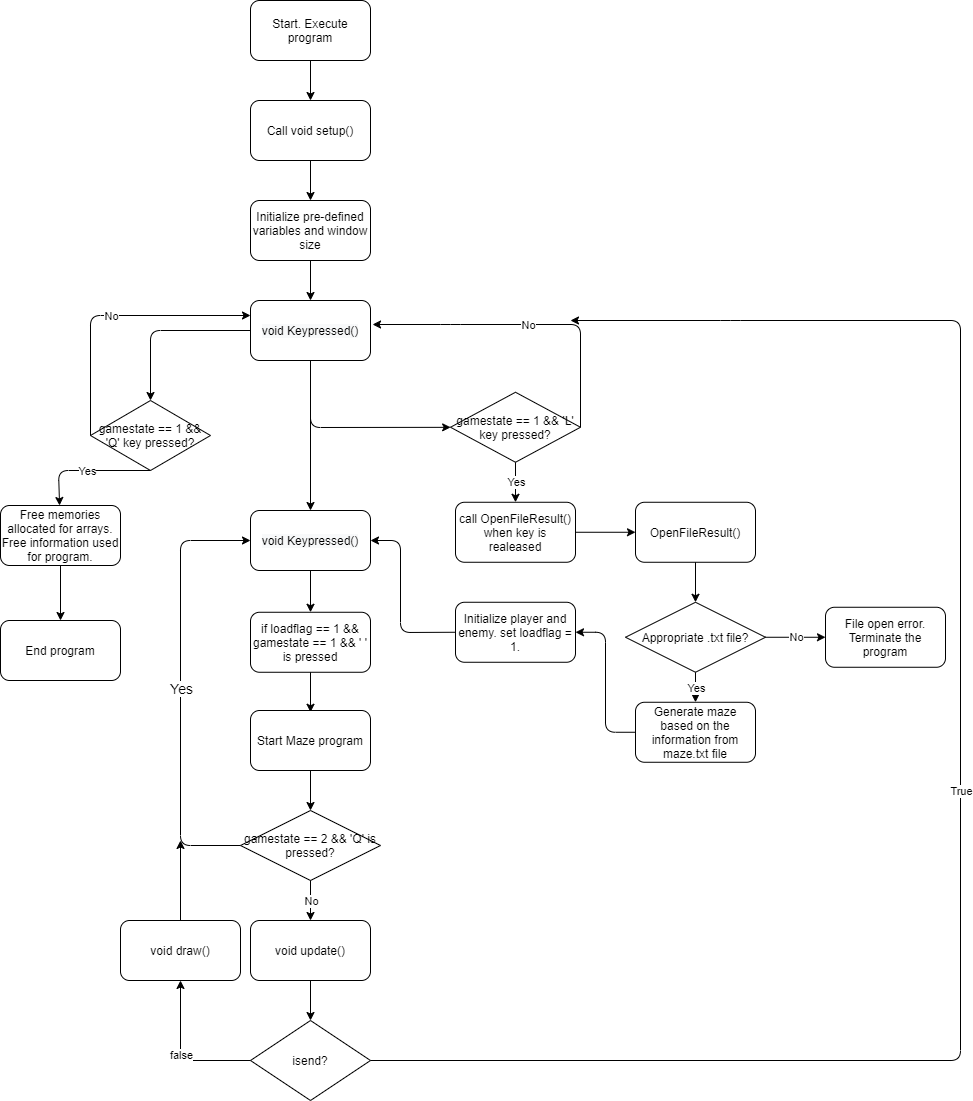 Start. Execute
program
Call void setup()
Initialize pre-defined
variables and window
size
No
void Keypressed()
No
gamestate == 1 &&
'Q' key pressed?
gamestate == 1 && 'L'
key pressed?
Yes
Yes
Free memories
allocated for arrays.
Free information used
for program.
void Keypressed()
call OpenFileResult()
when key is
realeased
OpenFileResult()
End program
if loadflag == 1 &&
gamestate == 1 && ' '
is pressed
Initialize player and
enemy. set loadflag =
1.
Appropriate .txt file?
No
File open error.
Terminate the
program
Yes
Yes
Start Maze program
Generate maze
based on the
information from
maze.txt file
True
gamestate == 2 && 'Q' is
pressed?
No
void draw()
void update()
false
isend?